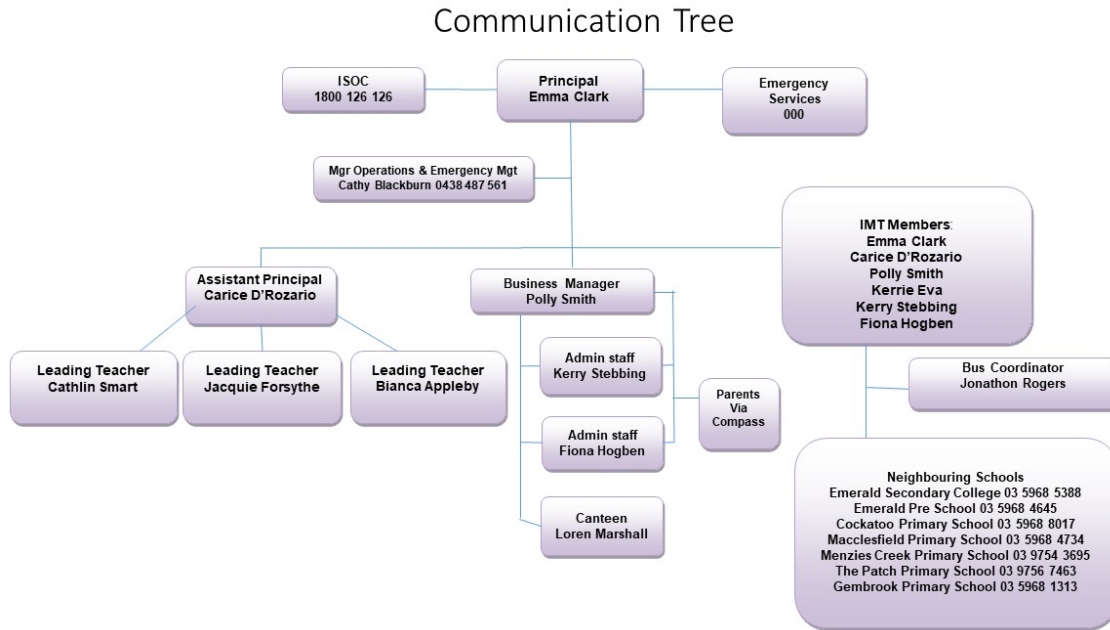 Communication Tree
ISOC
1800 126 126
Principal
Emma Clark
Emergency
Services
000
Mgr Operations & Emergency Mgt
Cathy Blackburn 0438 487 561
IMT Members:
Emma Clark
Carice D'Rozario
Polly Smith
Kerrie Eva
Kerry Stebbing
Fiona Hogben
Assistant Principal
Carice D'Rozario
Business Manager
Polly Smith
Leading Teacher
Cathlin Smart
Leading Teacher
Jacquie Forsythe
Leading Teacher
Bianca Appleby
Admin staff
Kerry Stebbing
Admin staff
Fiona Hogben
Canteen
Loren Marshall
Parents
Via
Compass
Bus Coordinator
Jonathon Rogers
Neighbouring Schools
Emerald Secondary College 03 5968 5388
Emerald Pre School 03 5968 4645
Cockatoo Primary School 03 5968 8017
Macclesfield Primary School 03 5968 4734
Menzies Creek Primary School 03 9754 3695
The Patch Primary School 03 9756 7463
Gembrook Primary School 03 5968 1313